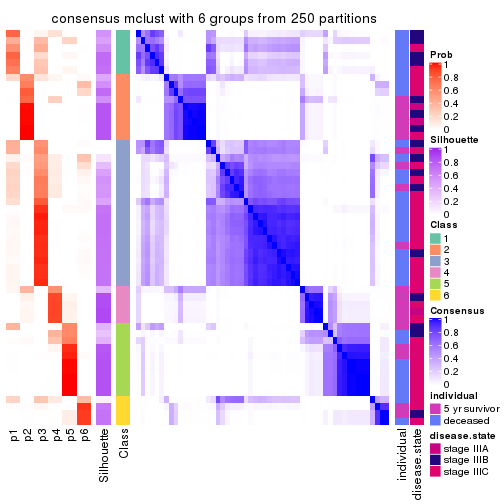 consensus mclust with 6 groups from 250 partitions
Prob
1
0.8
0.6
0.4
0.2
0
Silhouette
1
0.8
0.6
0.4
0.2
0
Class
1
2
3
4
5
6
Consensus
1
0.8
0.6
0.4
0.2
0
individual
5 yr survivor
deceased
disease.state
stage IIIA
stage IIIB
stage IIIC
p1
p2
p3
p4
p5
p6
Silhouette
Class
individual
disease.state